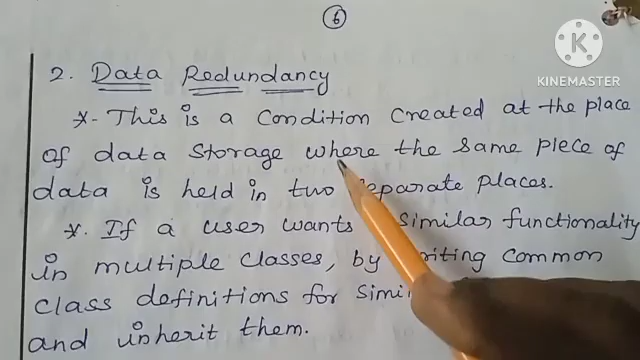 6
K
KINEMASTER
2. Data Redundancy
*- This is a condition created at the place
of data storage where the same piece of
data is held in two separate places.
*. If a user wants similar functionality
in multiple classes, by writing common
class definitions for
and inherit them.